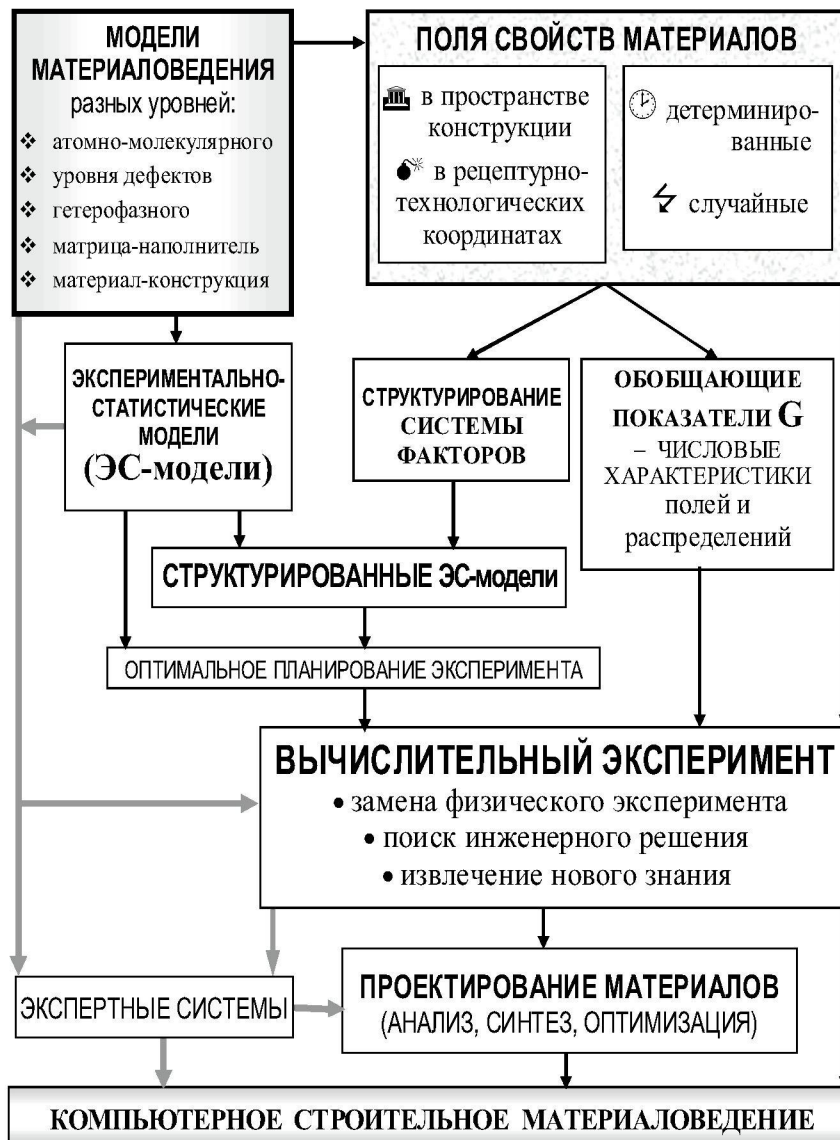 МОДЕЛИ
МАТЕРИАЛОВЕДЕНИЯ
разных уровней:
❖ атомно-молекулярного
❖ уровня дефектов
❖ гетерофазного
❖ матрица-наполнитель
❖ материал-конструкция
ПОЛЯ СВОЙСТВ МАТЕРИАЛОВ
в пространстве
конструкции
в рецептурно-
технологических
координатах
детерминиро-
ванные
случайные
ЭКСПЕРИМЕНТАЛЬНО-
СТАТИСТИЧЕСКИЕ
МОДЕЛИ
(ЭС-модели)
СТРУКТУРИРОВАНИЕ
СИСТЕМЫ
ФАКТОРОВ
ОБОБЩАЮЩИЕ
ПОКАЗАТЕЛИ G
– ЧИСЛОВЫЕ
ХАРАКТЕРИСТИКИ
полей и
распределений
СТРУКТУРИРОВАННЫЕ ЭС-модели
ОПТИМАЛЬНОЕ ПЛАНИРОВАНИЕ ЭКСПЕРИМЕНТА
ВЫЧИСЛИТЕЛЬНЫЙ ЭКСПЕРИМЕНТ
• замена физического эксперимента
• поиск инженерного решения
• извлечение нового знания
ЭКСПЕРТНЫЕ СИСТЕМЫ
ПРОЕКТИРОВАНИЕ МАТЕРИАЛОВ
(АНАЛИЗ, СИНТЕЗ, ОПТИМИЗАЦИЯ)
КОМПЬЮТЕРНОЕ СТРОИТЕЛЬНОЕ МАТЕРИАЛОВЕДЕНИЕ